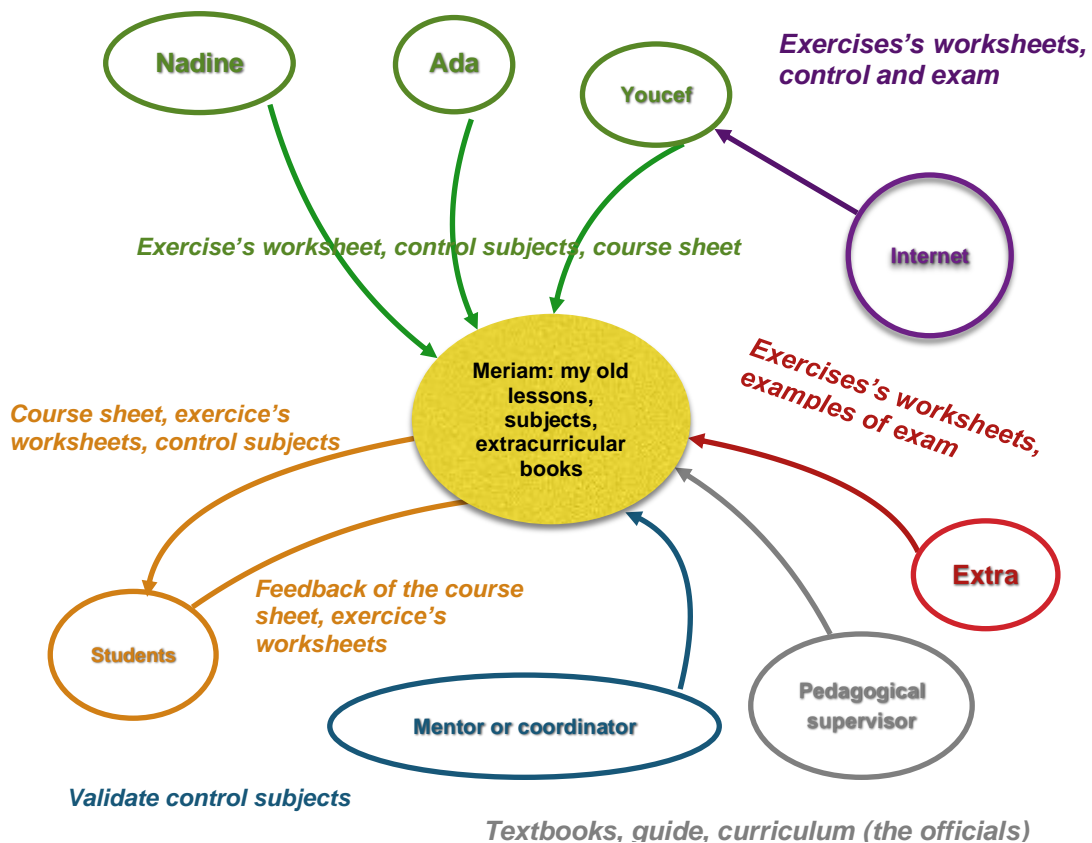 Nadine
Ada
Youcef
Exercises's worksheets,
control and exam
Internet
Exercise's worksheet, control subjects, course sheet
Meriam: my old
lessons,
subjects,
extracurricular
books
Exercises's worksheets,
examples of exam
Course sheet, exercice's
worksheets, control subjects
Extra
Feedback of the course
sheet, exercice's
worksheets
Students
Pedagogical
supervisor
Mentor or coordinator
Validate control subjects
Textbooks, guide, curriculum (the officials)